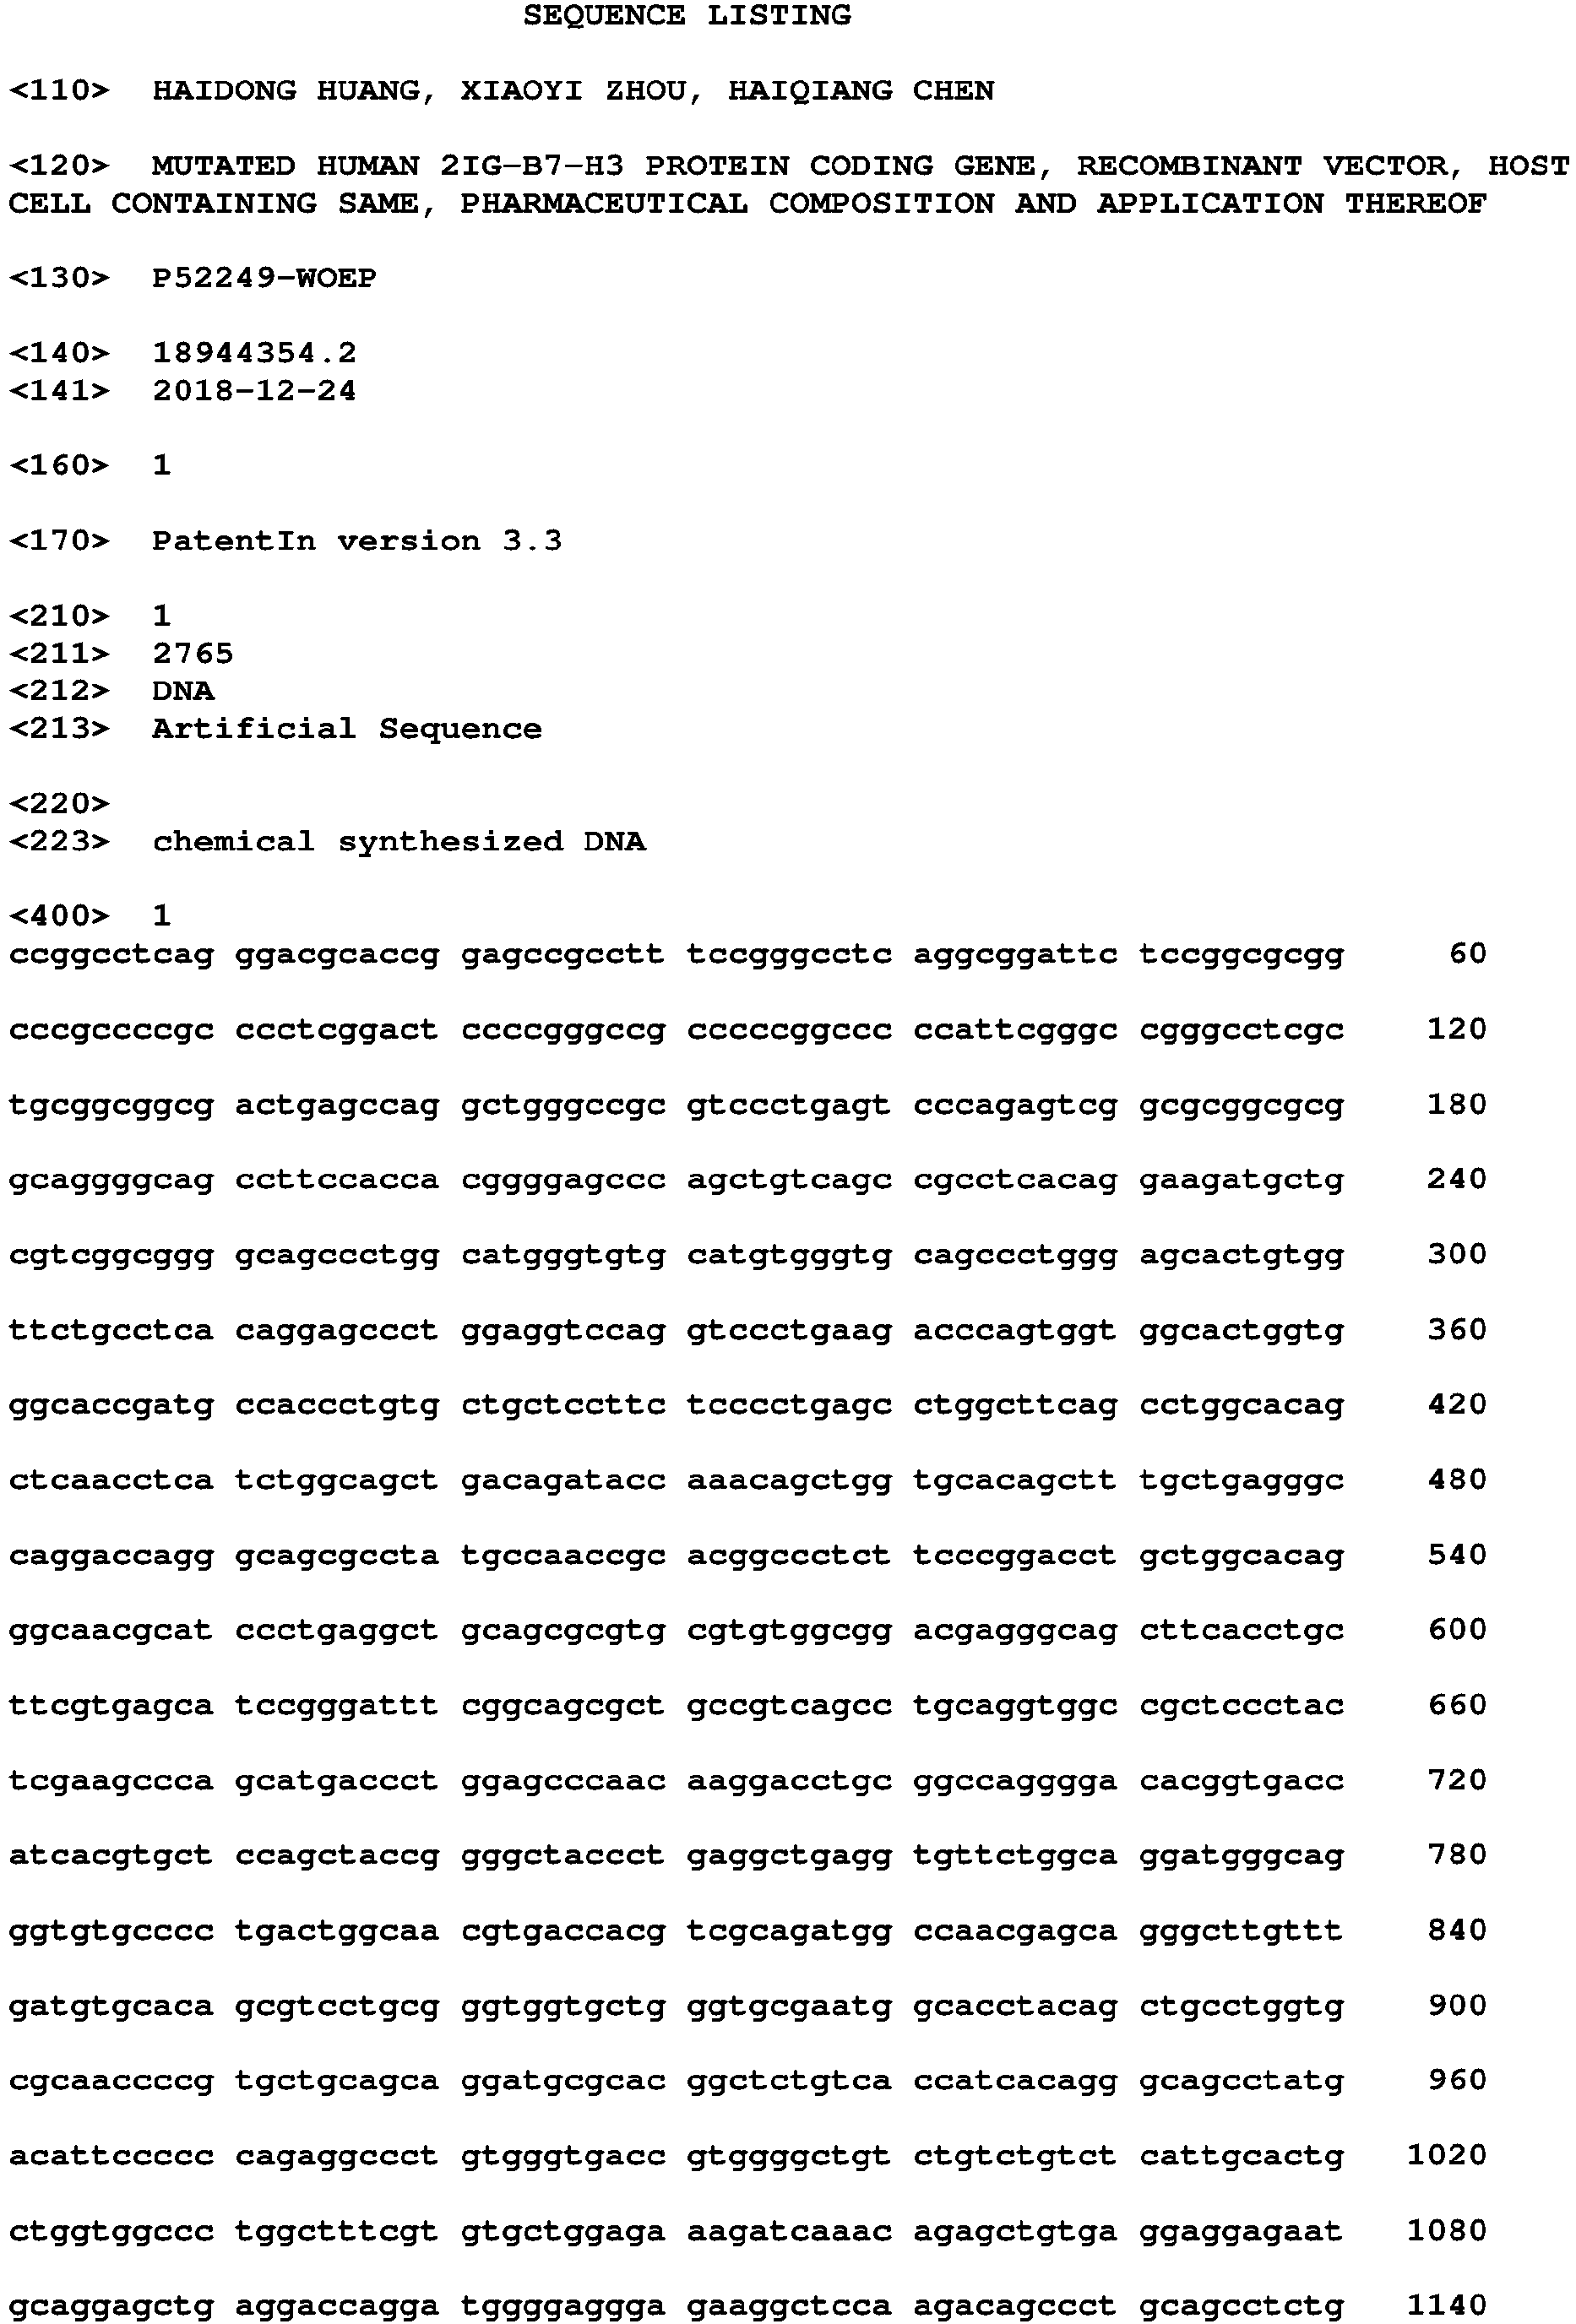 SEQUENCE LISTING
<110> HAIDONG HUANG, XIAOYI ZHOU, HAIQIANG CHEN
<120> MUTATED HUMAN 2IG-B7-H3 PROTEIN CODING GENE, RECOMBINANT VECTOR, HOST
CELL CONTAINING SAME, PHARMACEUTICAL COMPOSITION AND APPLICATION THEREOF
<130> P52249-WOEP
<140> 18944354.2
<141> 2018-12-24
<160> 1
<170> PatentIn version 3.3
<210> 1
<211> 2765
<212> DNA
<213> Artificial Sequence
<220>
<223> chemical synthesized DNA
<400> 1
ccggcctcag ggacgcaccg gagccgcctt tccgggcctc aggcggattc tccggcgcgg 60
cccgccccgc ccctcggact ccccgggccg cccccggccc ccattcgggc cgggcctcgc 120
tgcggcggcg actgagccag gctgggccgc gtccctgagt cccagagtcg gcgcggcgcg 180
gcaggggcag ccttccacca cggggagccc agctgtcagc cgcctcacag gaagatgctg 240
cgtcggcggg gcagccctgg catgggtgtg catgtgggtg cagccctggg agcactgtgg 300
ttctgcctca caggagccct ggaggtccag gtccctgaag acccagtggt ggcactggtg 360
ggcaccgatg ccaccctgtg ctgctccttc tcccctgagc ctggcttcag cctggcacag 420
ctcaacctca tctggcagct gacagatacc aaacagctgg tgcacagctt tgctgagggc 480
caggaccagg gcagcgccta tgccaaccgc acggccctct tcccggacct gctggcacag 540
ggcaacgcat ccctgaggct gcagcgcgtg cgtgtggcgg acgagggcag cttcacctgc 600
ttcgtgagca tccgggattt cggcagcgct gccgtcagcc tgcaggtggc cgctccctac 660
tcgaagccca gcatgaccct ggagcccaac aaggacctgc ggccagggga cacggtgacc 720
atcacgtgct ccagctaccg gggctaccct gaggctgagg tgttctggca ggatgggcag 780
ggtgtgcccc tgactggcaa cgtgaccacg tcgcagatgg ccaacgagca gggcttgttt 840
gatgtgcaca gcgtcctgcg ggtggtgctg ggtgcgaatg gcacctacag ctgcctggtg 900
cgcaaccccg tgctgcagca ggatgcgcac ggctctgtca ccatcacagg gcagcctatg 960
acattccccc cagaggccct gtgggtgacc gtggggctgt ctgtctgtct cattgcactg 1020
ctggtggccc tggctttcgt gtgctggaga aagatcaaac agagctgtga ggaggagaat 1080
gcaggagctg aggaccagga tggggaggga gaaggctcca agacagccct gcagcctctg 1140